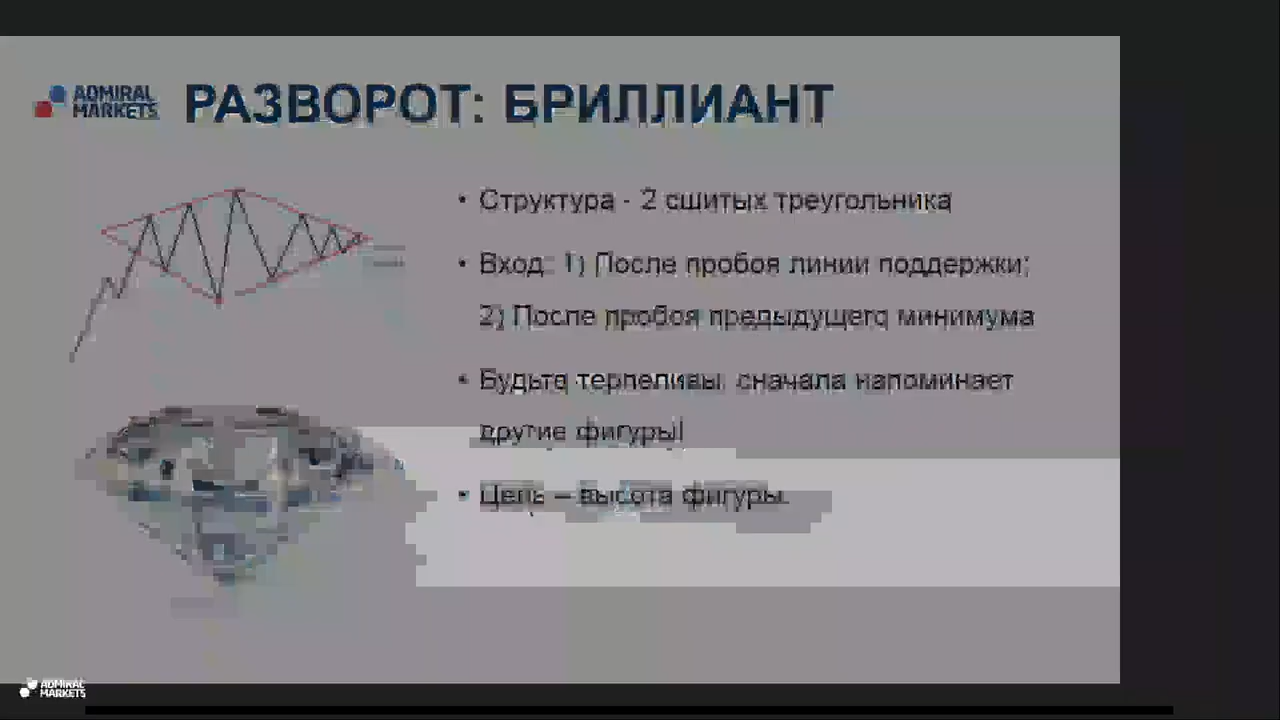 ADMIRAL
MARKETS
РАЗВОРОТ: БРИЛЛИАНТ
• Структура - 2 сшитых треугольника
• Вход: 1) После пробоя линии поддержки;
2) После пробоя предыдущего минимума
• Будьте терпеливы, сначала напоминает
другие фигуры!
• Цель – высота фигуры.
ADMIRAL
MARKETS